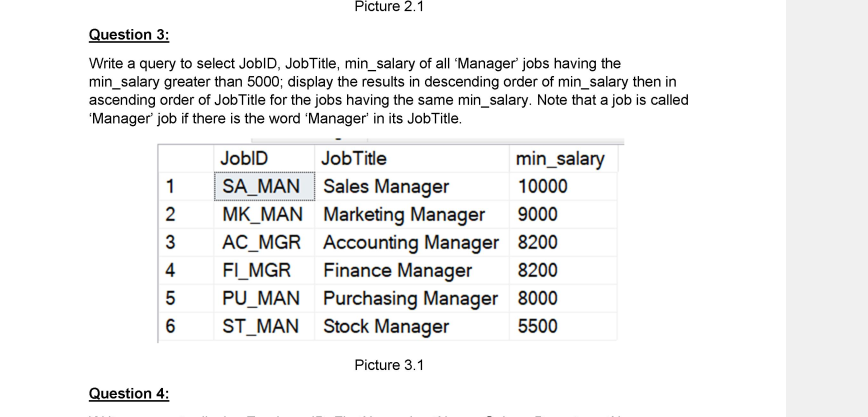 Picture 2.1
Question 3:
Write a query to select JobID, JobTitle, min_salary of all ‘Manager’ jobs having the
min_salary greater than 5000; display the results in descending order of min_salary then in
ascending order of JobTitle for the jobs having the same min_salary. Note that a job is called
‘Manager’ job if there is the word ‘Manager’ in its JobTitle.
JobID JobTitle min_salary
1 SA_MAN Sales Manager 10000
2 MK_MAN Marketing Manager 9000
3 AC_MGR Accounting Manager 8200
4 FI_MGR Finance Manager 8200
5 PU_MAN Purchasing Manager 8000
6 ST_MAN Stock Manager 5500
Picture 3.1
Question 4: